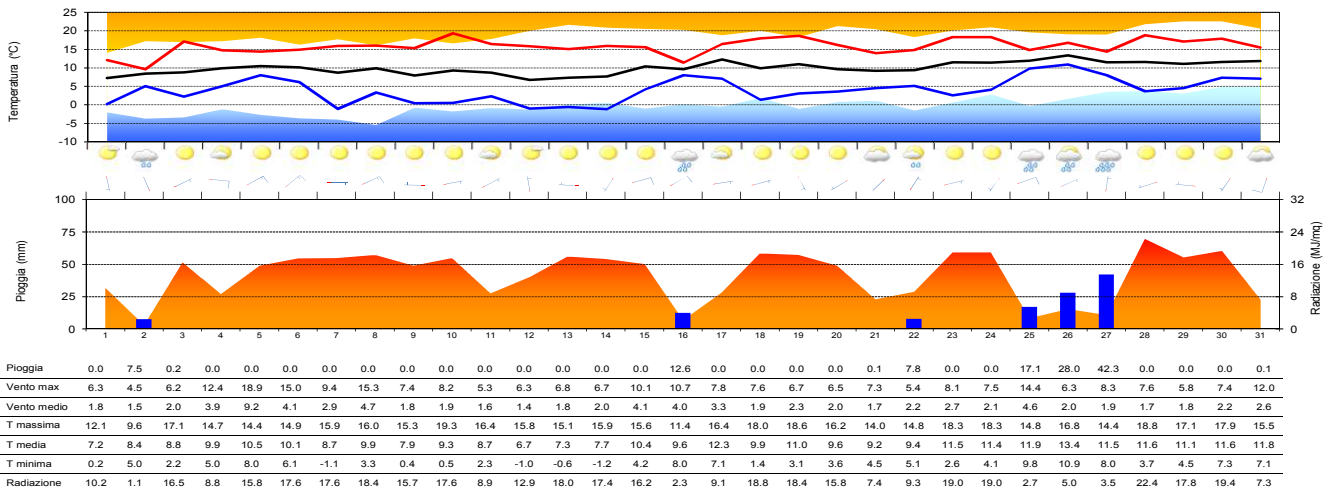 Temperatura (°C)
25
20
15
10
5
0
-5
-10
Pioggia (mm)
100
75
50
25
0
32
24
16
8
0
Radiazione (MJ/mq)
1 2 3 4 5 6 7 8 9 10 11 12 13 14 15 16 17 18 19 20 21 22 23 24 25 26 27 28 29 30 31
Pioggia 0.0 7.5 0.2 0.0 0.0 0.0 0.0 0.0 0.0 0.0 0.0 0.0 0.0 0.0 0.0 12.6 0.0 0.0 0.0 0.0 0.1 7.8 0.0 0.0 17.1 28.0 42.3 0.0 0.0 0.0 0.1
Vento max 6.3 4.5 6.2 12.4 18.9 15.0 9.4 15.3 7.4 8.2 5.3 6.3 6.8 6.7 10.1 10.7 7.8 7.6 6.7 6.5 7.3 5.4 8.1 7.5 14.4 6.3 8.3 7.6 5.8 7.4 12.0
Vento medio 1.8 1.5 2.0 3.9 9.2 4.1 2.9 4.7 1.8 1.9 1.6 1.4 1.8 2.0 4.1 4.0 3.3 1.9 2.3 2.0 1.7 2.2 2.7 2.1 4.6 2.0 1.9 1.7 1.8 2.2 2.6
T massima 12.1 9.6 17.1 14.7 14.4 14.9 15.9 16.0 15.3 19.3 16.4 15.8 15.1 15.9 15.6 11.4 16.4 18.0 18.6 16.2 14.0 14.8 18.3 18.3 14.8 16.8 14.4 18.8 17.1 17.9 15.5
T media 7.2 8.4 8.8 9.9 10.5 10.1 8.7 9.9 7.9 9.3 8.7 6.7 7.3 7.7 10.4 9.6 12.3 9.9 11.0 9.6 9.2 9.4 11.5 11.4 11.9 13.4 11.5 11.6 11.1 11.6 11.8
T minima 0.2 5.0 2.2 5.0 8.0 6.1 -1.1 3.3 0.4 0.5 2.3 -1.0 -0.6 -1.2 4.2 8.0 7.1 1.4 3.1 3.6 4.5 5.1 2.6 4.1 9.8 10.9 8.0 3.7 4.5 7.3 7.1
Radiazione 10.2 1.1 16.5 8.8 15.8 17.6 17.6 18.4 15.7 17.6 8.9 12.9 18.0 17.4 16.2 2.3 9.1 18.8 18.4 15.8 7.4 9.3 19.0 19.0 2.7 5.0 3.5 22.4 17.8 19.4 7.3